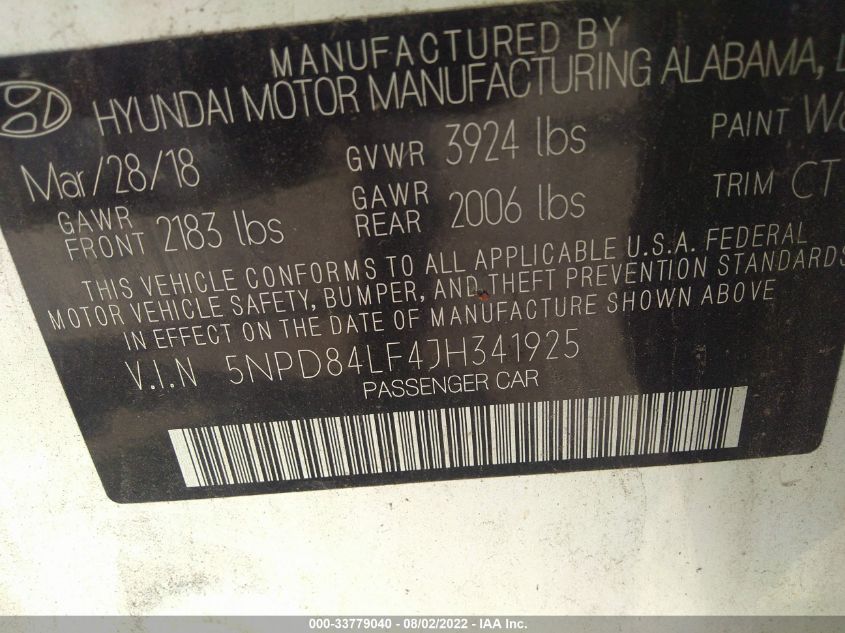 MANUFACTURED BY
HYUNDAI MOTOR MANUFACTURING ALABAMA,
Mar/28/18 GVWR 3924 lbs PAINT
GAWR FRONT 2183 lbs GAWR REAR 2006 lbs TRIM CT
THIS VEHICLE CONFORMS TO ALL APPLICABLE U.S.A. FEDERAL
MOTOR VEHICLE SAFETY, BUMPER, AND THEFT PREVENTION STANDARDS
IN EFFECT ON THE DATE OF MANUFACTURE SHOWN ABOVE
V.I.N 5NPD84LF4JH341925
PASSENGER CAR
000-33779040 - 08/02/2022 - IAA Inc.